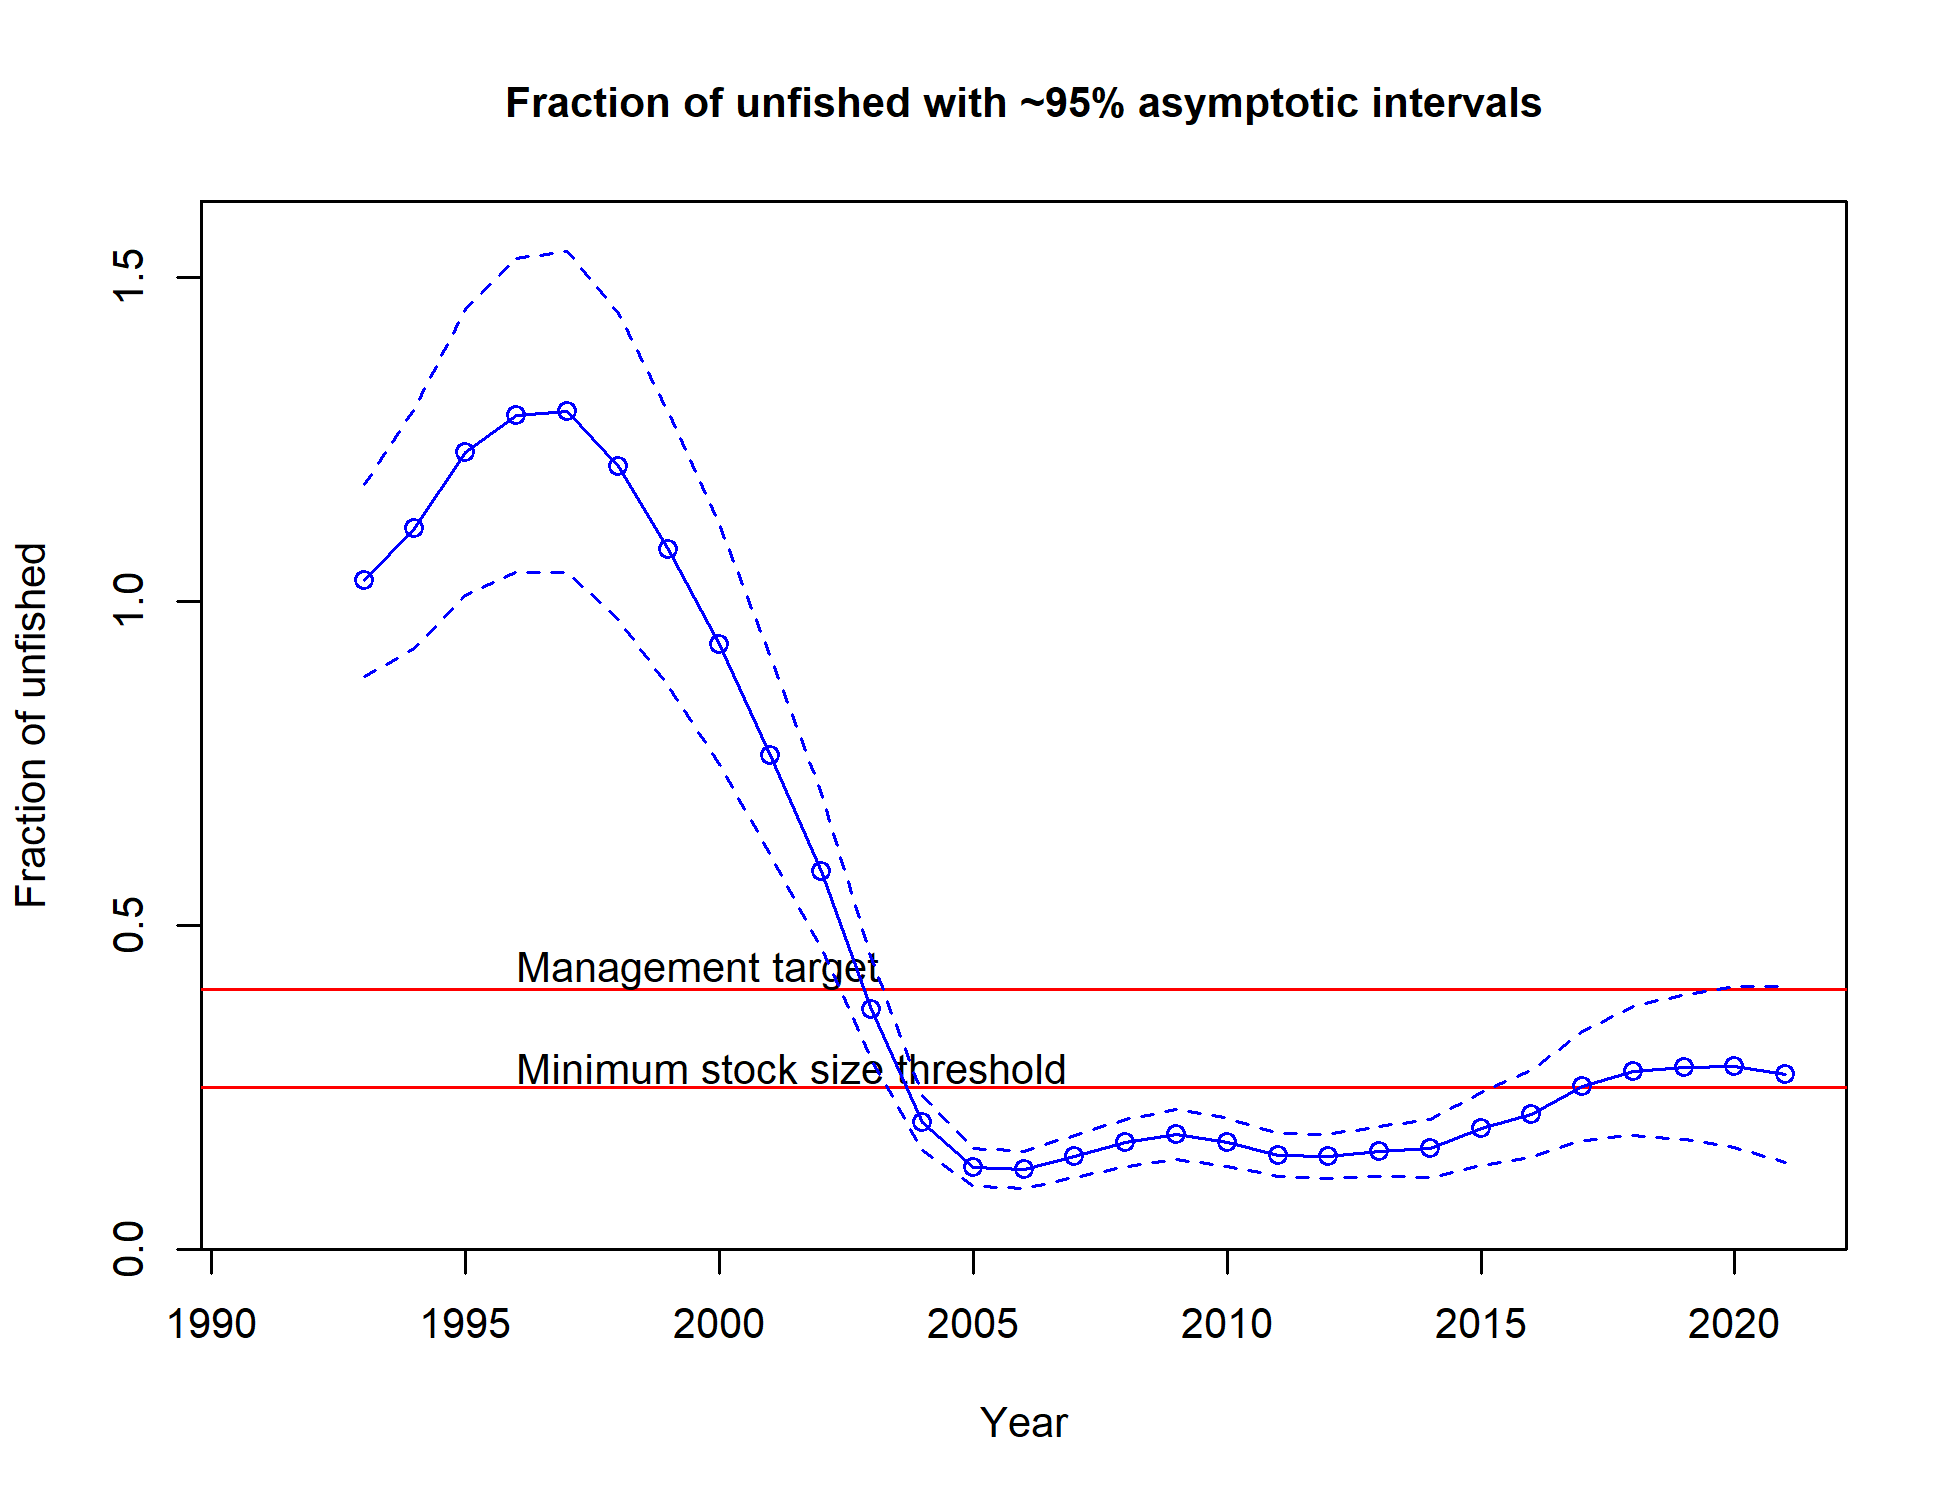 Fraction of unfished with ~95% asymptotic intervals
Fraction of unfished
1.5
1.0
0.5
0.0
Management target
Minimum stock size threshold
1990 1995 2000 2005 2010 2015 2020
Year